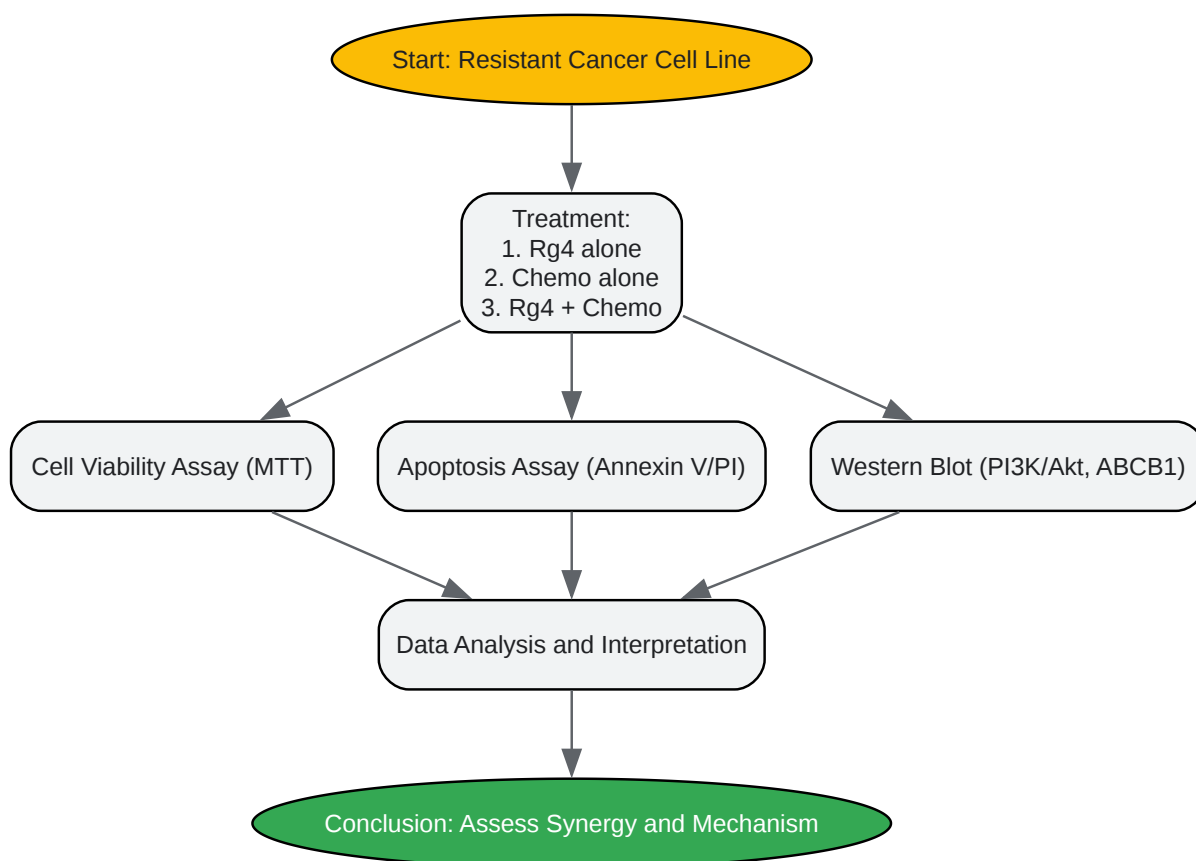 Start: Resistant Cancer Cell Line
Treatment:
1. Rg4 alone
2. Chemo alone
3. Rg4 + Chemo
Cell Viability Assay (MTT)
Apoptosis Assay (Annexin V/PI)
Western Blot (PI3K/Akt, ABCB1)
Data Analysis and Interpretation
Conclusion: Assess Synergy and Mechanism